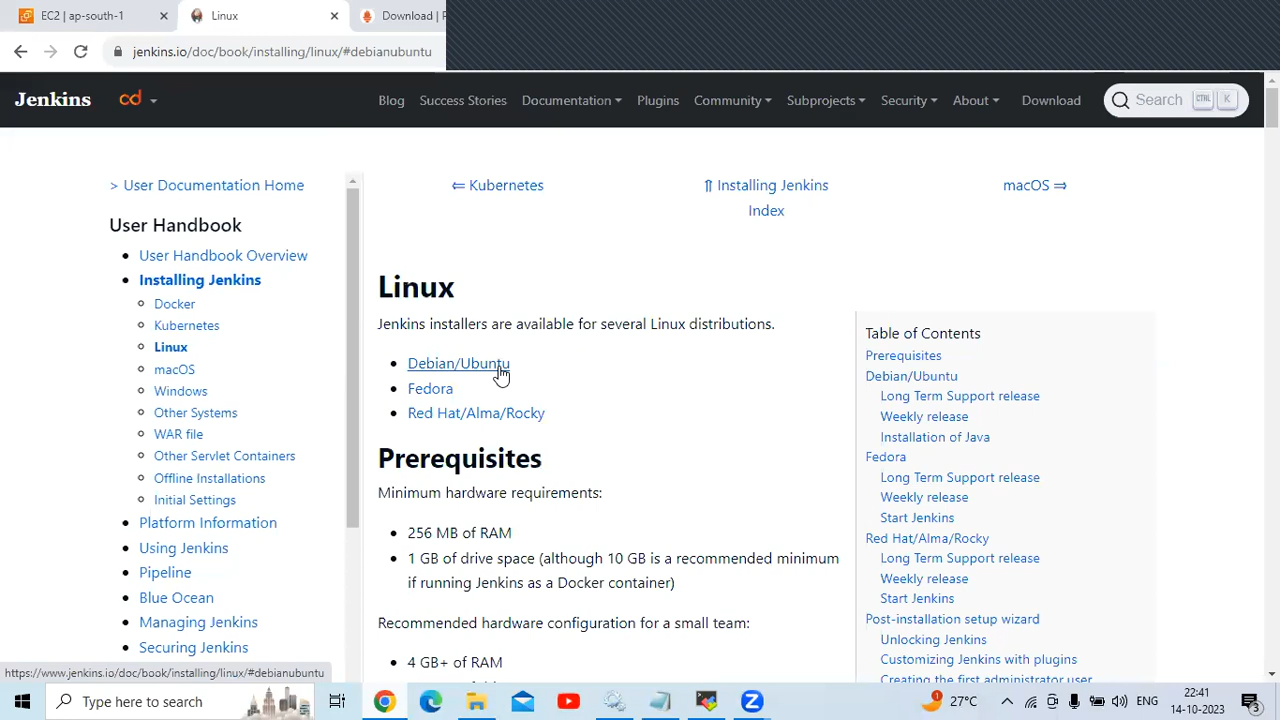 EC2 | ap-south-1
Linux
Download |
jenkins.io/doc/book/installing/linux/#debianubuntu
Jenkins
cd
Blog
Success Stories
Documentation
Plugins
Community
Subprojects
Security
About
Download
Search
CTRL
K
> User Documentation Home
⇐ Kubernetes
⇑ Installing Jenkins
Index
macOS ⇒
User Handbook
User Handbook Overview
Installing Jenkins
Docker
Kubernetes
Linux
macOS
Windows
Other Systems
WAR file
Other Servlet Containers
Offline Installations
Initial Settings
Platform Information
Using Jenkins
Pipeline
Blue Ocean
Managing Jenkins
Securing Jenkins
Linux
Jenkins installers are available for several Linux distributions.
Debian/Ubuntu
Fedora
Red Hat/Alma/Rocky
Prerequisites
Minimum hardware requirements:
256 MB of RAM
1 GB of drive space (although 10 GB is a recommended minimum
if running Jenkins as a Docker container)
Recommended hardware configuration for a small team:
4 GB+ of RAM
Table of Contents
Prerequisites
Debian/Ubuntu
Long Term Support release
Weekly release
Installation of Java
Fedora
Long Term Support release
Weekly release
Start Jenkins
Red Hat/Alma/Rocky
Long Term Support release
Weekly release
Start Jenkins
Post-installation setup wizard
Unlocking Jenkins
Customizing Jenkins with plugins
Creating the first administrator user
https://www.jenkins.io/doc/book/installing/linux/#debianubuntu
Type here to search
1
27°C
ENG
22:41
14-10-2023
3